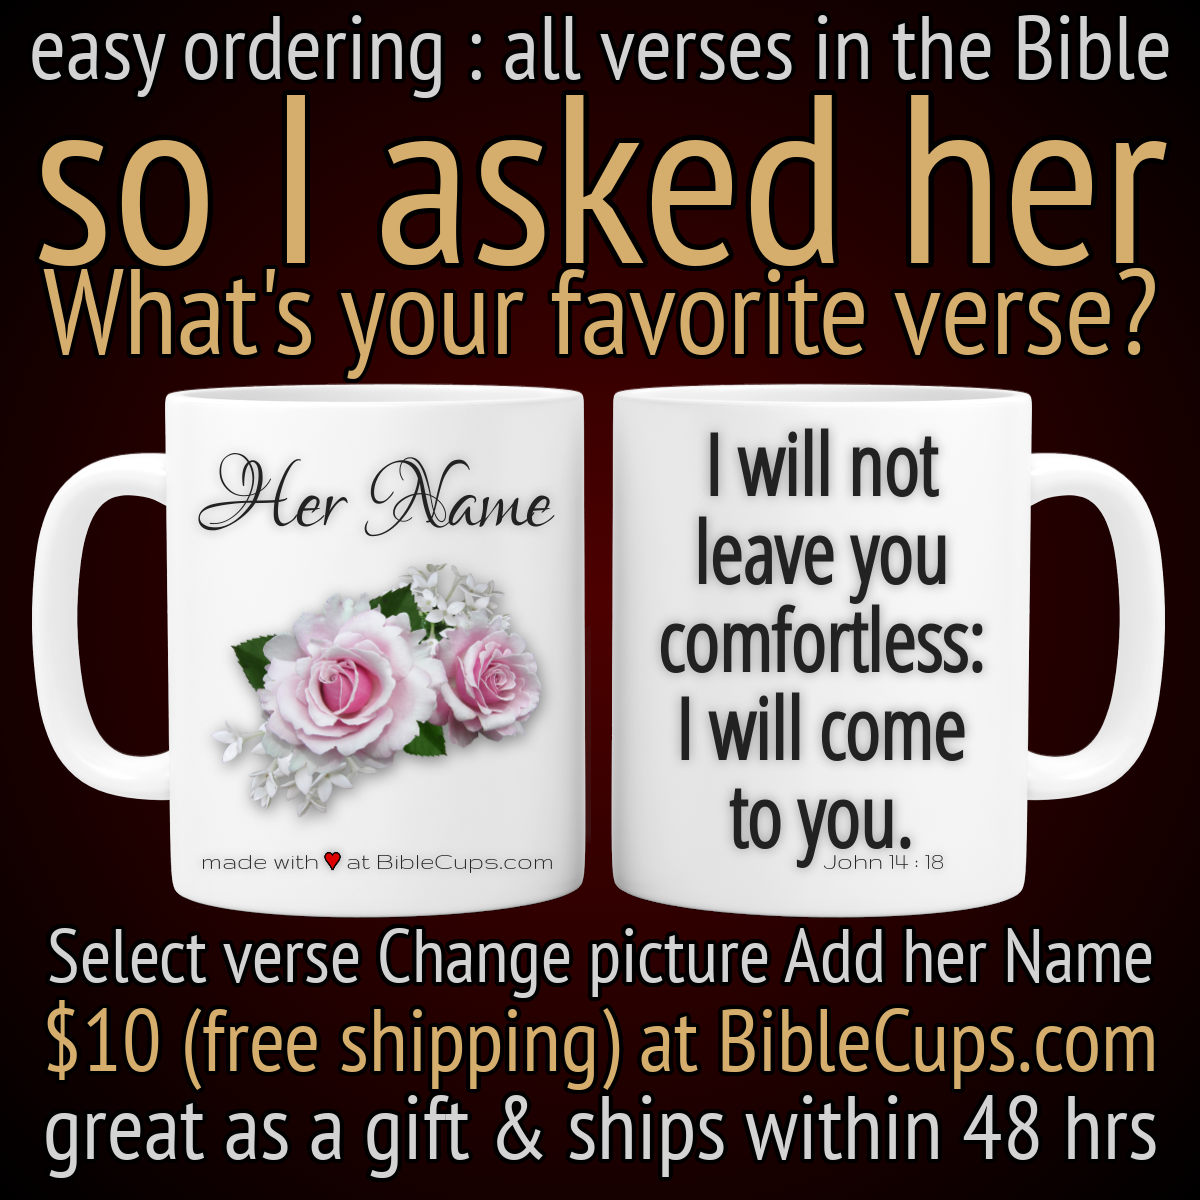 easy ordering : all verses in the Bible
so I asked her
What's your favorite verse?
Her Name
made with at BibleCups.com
I will not
leave you
comfortless:
I will come
to you.
John 14 : 18
Select verse Change picture Add her Name
$10 (free shipping) at BibleCups.com
great as a gift & ships within 48 hrs